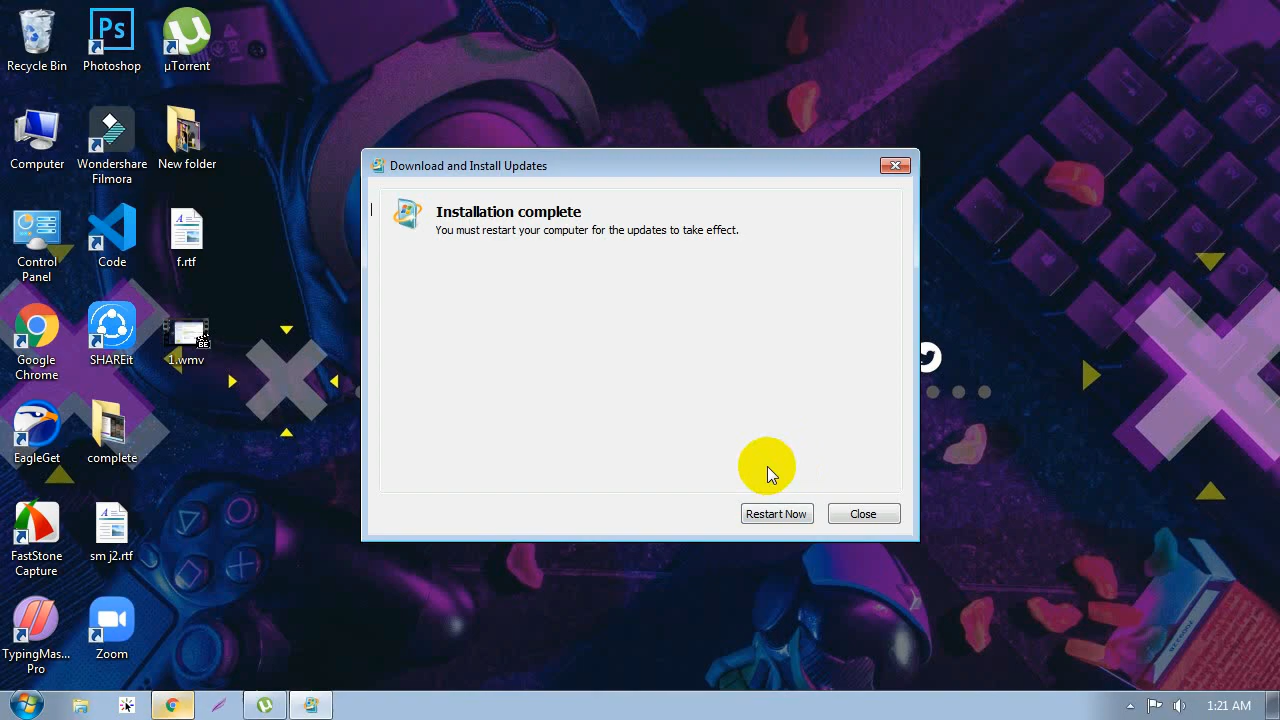 Recycle Bin
Ps
Photoshop
µTorrent
Computer
Wondershare
Filmora
New folder
Control
Panel
Code
f.rtf
Google
Chrome
SHAREit
1.wmv
EagleGet
complete
FastStone
Capture
sm j2.rtf
TypingMas...
Pro
Zoom
Download and Install Updates
Installation complete
You must restart your computer for the updates to take effect.
Restart Now
Close
1:21 AM